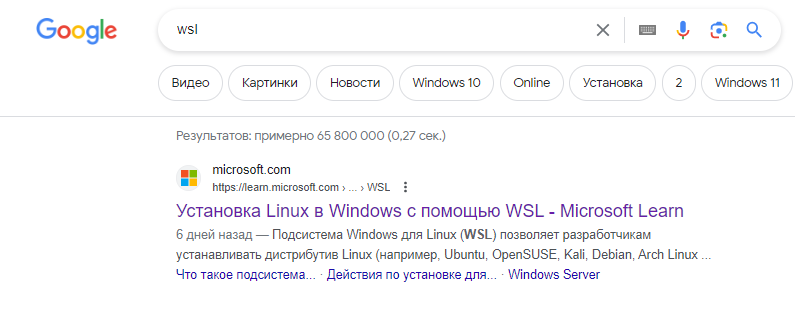 Google wsl
Видео Картинки Новости Windows 10 Online Установка 2 Windows 11
Результатов: примерно 65 800 000 (0,27 сек.)
microsoft.com
https://learn.microsoft.com › ... › WSL
Установка Linux в Windows с помощью WSL - Microsoft Learn
6 дней назад — Подсистема Windows для Linux (WSL) позволяет разработчикам
устанавливать дистрибутив Linux (например, Ubuntu, OpenSUSE, Kali, Debian, Arch Linux ...
Что такое подсистема... · Действия по установке для... · Windows Server